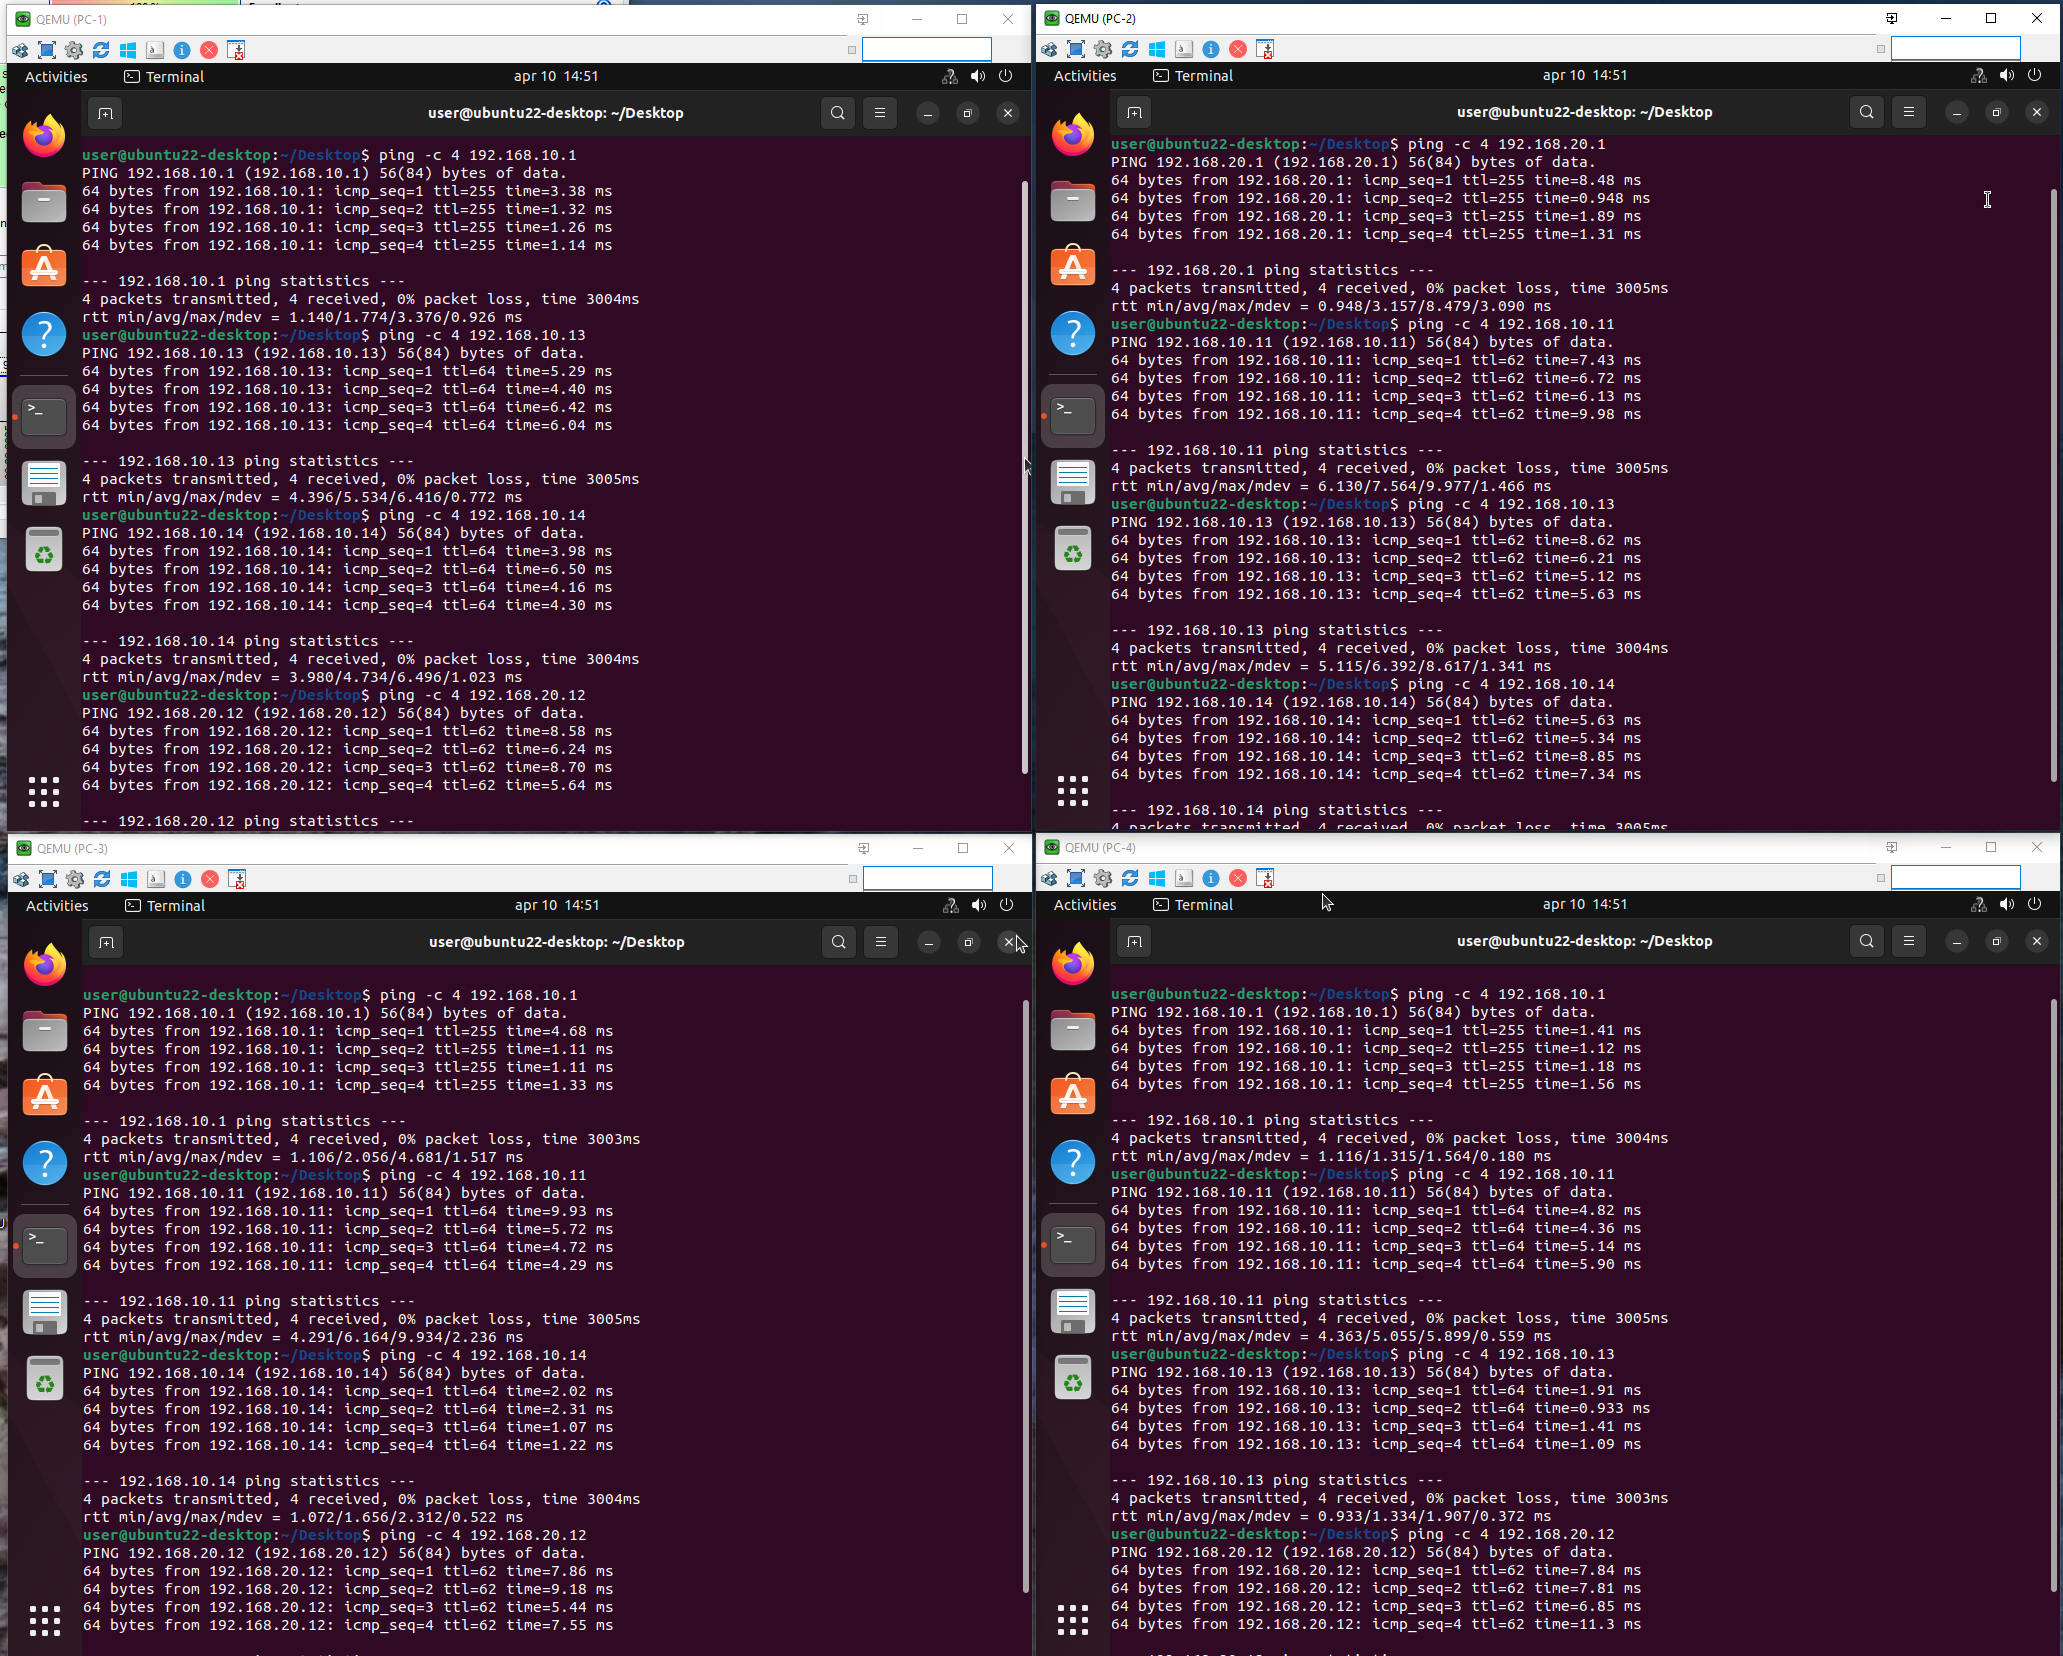 QEMU (PC-1)
Activities
Terminal
apr 10 14:51
user@ubuntu22-desktop: ~/Desktop
user@ubuntu22-desktop:~/Desktop$ ping -c 4 192.168.10.1
PING 192.168.10.1 (192.168.10.1) 56(84) bytes of data.
64 bytes from 192.168.10.1: icmp_seq=1 ttl=255 time=3.38 ms
64 bytes from 192.168.10.1: icmp_seq=2 ttl=255 time=1.32 ms
64 bytes from 192.168.10.1: icmp_seq=3 ttl=255 time=1.26 ms
64 bytes from 192.168.10.1: icmp_seq=4 ttl=255 time=1.14 ms
--- 192.168.10.1 ping statistics ---
4 packets transmitted, 4 received, 0% packet loss, time 3004ms
rtt min/avg/max/mdev = 1.140/1.774/3.376/0.926 ms
user@ubuntu22-desktop:~/Desktop$ ping -c 4 192.168.10.13
PING 192.168.10.13 (192.168.10.13) 56(84) bytes of data.
64 bytes from 192.168.10.13: icmp_seq=1 ttl=64 time=5.29 ms
64 bytes from 192.168.10.13: icmp_seq=2 ttl=64 time=4.40 ms
64 bytes from 192.168.10.13: icmp_seq=3 ttl=64 time=6.42 ms
64 bytes from 192.168.10.13: icmp_seq=4 ttl=64 time=6.04 ms
--- 192.168.10.13 ping statistics ---
4 packets transmitted, 4 received, 0% packet loss, time 3005ms
rtt min/avg/max/mdev = 4.396/5.534/6.416/0.772 ms
user@ubuntu22-desktop:~/Desktop$ ping -c 4 192.168.10.14
PING 192.168.10.14 (192.168.10.14) 56(84) bytes of data.
64 bytes from 192.168.10.14: icmp_seq=1 ttl=64 time=3.98 ms
64 bytes from 192.168.10.14: icmp_seq=2 ttl=64 time=6.50 ms
64 bytes from 192.168.10.14: icmp_seq=3 ttl=64 time=4.16 ms
64 bytes from 192.168.10.14: icmp_seq=4 ttl=64 time=4.30 ms
--- 192.168.10.14 ping statistics ---
4 packets transmitted, 4 received, 0% packet loss, time 3004ms
rtt min/avg/max/mdev = 3.980/4.734/6.496/1.023 ms
user@ubuntu22-desktop:~/Desktop$ ping -c 4 192.168.20.12
PING 192.168.20.12 (192.168.20.12) 56(84) bytes of data.
64 bytes from 192.168.20.12: icmp_seq=1 ttl=62 time=8.58 ms
64 bytes from 192.168.20.12: icmp_seq=2 ttl=62 time=6.24 ms
64 bytes from 192.168.20.12: icmp_seq=3 ttl=62 time=8.70 ms
64 bytes from 192.168.20.12: icmp_seq=4 ttl=62 time=5.64 ms
--- 192.168.20.12 ping statistics ---
QEMU (PC-2)
Activities
Terminal
apr 10 14:51
user@ubuntu22-desktop: ~/Desktop
user@ubuntu22-desktop:~/Desktop$ ping -c 4 192.168.20.1
PING 192.168.20.1 (192.168.20.1) 56(84) bytes of data.
64 bytes from 192.168.20.1: icmp_seq=1 ttl=255 time=8.48 ms
64 bytes from 192.168.20.1: icmp_seq=2 ttl=255 time=0.948 ms
64 bytes from 192.168.20.1: icmp_seq=3 ttl=255 time=1.89 ms
64 bytes from 192.168.20.1: icmp_seq=4 ttl=255 time=1.31 ms
--- 192.168.20.1 ping statistics ---
4 packets transmitted, 4 received, 0% packet loss, time 3005ms
rtt min/avg/max/mdev = 0.948/3.157/8.479/3.090 ms
user@ubuntu22-desktop:~/Desktop$ ping -c 4 192.168.10.11
PING 192.168.10.11 (192.168.10.11) 56(84) bytes of data.
64 bytes from 192.168.10.11: icmp_seq=1 ttl=62 time=7.43 ms
64 bytes from 192.168.10.11: icmp_seq=2 ttl=62 time=6.72 ms
64 bytes from 192.168.10.11: icmp_seq=3 ttl=62 time=6.13 ms
64 bytes from 192.168.10.11: icmp_seq=4 ttl=62 time=9.98 ms
--- 192.168.10.11 ping statistics ---
4 packets transmitted, 4 received, 0% packet loss, time 3005ms
rtt min/avg/max/mdev = 6.130/7.564/9.977/1.466 ms
user@ubuntu22-desktop:~/Desktop$ ping -c 4 192.168.10.13
PING 192.168.10.13 (192.168.10.13) 56(84) bytes of data.
64 bytes from 192.168.10.13: icmp_seq=1 ttl=62 time=8.62 ms
64 bytes from 192.168.10.13: icmp_seq=2 ttl=62 time=6.21 ms
64 bytes from 192.168.10.13: icmp_seq=3 ttl=62 time=5.12 ms
64 bytes from 192.168.10.13: icmp_seq=4 ttl=62 time=5.63 ms
--- 192.168.10.13 ping statistics ---
4 packets transmitted, 4 received, 0% packet loss, time 3004ms
rtt min/avg/max/mdev = 5.115/6.392/8.617/1.341 ms
user@ubuntu22-desktop:~/Desktop$ ping -c 4 192.168.10.14
PING 192.168.10.14 (192.168.10.14) 56(84) bytes of data.
64 bytes from 192.168.10.14: icmp_seq=1 ttl=62 time=5.63 ms
64 bytes from 192.168.10.14: icmp_seq=2 ttl=62 time=5.34 ms
64 bytes from 192.168.10.14: icmp_seq=3 ttl=62 time=8.85 ms
64 bytes from 192.168.10.14: icmp_seq=4 ttl=62 time=7.34 ms
--- 192.168.10.14 ping statistics ---
4 packets transmitted, 4 received, 0% packet loss, time 3005ms
QEMU (PC-3)
Activities
Terminal
apr 10 14:51
user@ubuntu22-desktop: ~/Desktop
user@ubuntu22-desktop:~/Desktop$ ping -c 4 192.168.10.1
PING 192.168.10.1 (192.168.10.1) 56(84) bytes of data.
64 bytes from 192.168.10.1: icmp_seq=1 ttl=255 time=4.68 ms
64 bytes from 192.168.10.1: icmp_seq=2 ttl=255 time=1.11 ms
64 bytes from 192.168.10.1: icmp_seq=3 ttl=255 time=1.11 ms
64 bytes from 192.168.10.1: icmp_seq=4 ttl=255 time=1.33 ms
--- 192.168.10.1 ping statistics ---
4 packets transmitted, 4 received, 0% packet loss, time 3003ms
rtt min/avg/max/mdev = 1.106/2.056/4.681/1.517 ms
user@ubuntu22-desktop:~/Desktop$ ping -c 4 192.168.10.11
PING 192.168.10.11 (192.168.10.11) 56(84) bytes of data.
64 bytes from 192.168.10.11: icmp_seq=1 ttl=64 time=9.93 ms
64 bytes from 192.168.10.11: icmp_seq=2 ttl=64 time=5.72 ms
64 bytes from 192.168.10.11: icmp_seq=3 ttl=64 time=4.72 ms
64 bytes from 192.168.10.11: icmp_seq=4 ttl=64 time=4.29 ms
--- 192.168.10.11 ping statistics ---
4 packets transmitted, 4 received, 0% packet loss, time 3005ms
rtt min/avg/max/mdev = 4.291/6.164/9.934/2.236 ms
user@ubuntu22-desktop:~/Desktop$ ping -c 4 192.168.10.14
PING 192.168.10.14 (192.168.10.14) 56(84) bytes of data.
64 bytes from 192.168.10.14: icmp_seq=1 ttl=64 time=2.02 ms
64 bytes from 192.168.10.14: icmp_seq=2 ttl=64 time=2.31 ms
64 bytes from 192.168.10.14: icmp_seq=3 ttl=64 time=1.07 ms
64 bytes from 192.168.10.14: icmp_seq=4 ttl=64 time=1.22 ms
--- 192.168.10.14 ping statistics ---
4 packets transmitted, 4 received, 0% packet loss, time 3004ms
rtt min/avg/max/mdev = 1.072/1.656/2.312/0.522 ms
user@ubuntu22-desktop:~/Desktop$ ping -c 4 192.168.20.12
PING 192.168.20.12 (192.168.20.12) 56(84) bytes of data.
64 bytes from 192.168.20.12: icmp_seq=1 ttl=62 time=7.86 ms
64 bytes from 192.168.20.12: icmp_seq=2 ttl=62 time=9.18 ms
64 bytes from 192.168.20.12: icmp_seq=3 ttl=62 time=5.44 ms
64 bytes from 192.168.20.12: icmp_seq=4 ttl=62 time=7.55 ms
QEMU (PC-4)
Activities
Terminal
apr 10 14:51
user@ubuntu22-desktop: ~/Desktop
user@ubuntu22-desktop:~/Desktop$ ping -c 4 192.168.10.1
PING 192.168.10.1 (192.168.10.1) 56(84) bytes of data.
64 bytes from 192.168.10.1: icmp_seq=1 ttl=255 time=1.41 ms
64 bytes from 192.168.10.1: icmp_seq=2 ttl=255 time=1.12 ms
64 bytes from 192.168.10.1: icmp_seq=3 ttl=255 time=1.18 ms
64 bytes from 192.168.10.1: icmp_seq=4 ttl=255 time=1.56 ms
--- 192.168.10.1 ping statistics ---
4 packets transmitted, 4 received, 0% packet loss, time 3004ms
rtt min/avg/max/mdev = 1.116/1.315/1.564/0.180 ms
user@ubuntu22-desktop:~/Desktop$ ping -c 4 192.168.10.11
PING 192.168.10.11 (192.168.10.11) 56(84) bytes of data.
64 bytes from 192.168.10.11: icmp_seq=1 ttl=64 time=4.82 ms
64 bytes from 192.168.10.11: icmp_seq=2 ttl=64 time=4.36 ms
64 bytes from 192.168.10.11: icmp_seq=3 ttl=64 time=5.14 ms
64 bytes from 192.168.10.11: icmp_seq=4 ttl=64 time=5.90 ms
--- 192.168.10.11 ping statistics ---
4 packets transmitted, 4 received, 0% packet loss, time 3005ms
rtt min/avg/max/mdev = 4.363/5.055/5.899/0.559 ms
user@ubuntu22-desktop:~/Desktop$ ping -c 4 192.168.10.13
PING 192.168.10.13 (192.168.10.13) 56(84) bytes of data.
64 bytes from 192.168.10.13: icmp_seq=1 ttl=64 time=1.91 ms
64 bytes from 192.168.10.13: icmp_seq=2 ttl=64 time=0.933 ms
64 bytes from 192.168.10.13: icmp_seq=3 ttl=64 time=1.41 ms
64 bytes from 192.168.10.13: icmp_seq=4 ttl=64 time=1.09 ms
--- 192.168.10.13 ping statistics ---
4 packets transmitted, 4 received, 0% packet loss, time 3003ms
rtt min/avg/max/mdev = 0.933/1.334/1.907/0.372 ms
user@ubuntu22-desktop:~/Desktop$ ping -c 4 192.168.20.12
PING 192.168.20.12 (192.168.20.12) 56(84) bytes of data.
64 bytes from 192.168.20.12: icmp_seq=1 ttl=62 time=7.84 ms
64 bytes from 192.168.20.12: icmp_seq=2 ttl=62 time=7.81 ms
64 bytes from 192.168.20.12: icmp_seq=3 ttl=62 time=6.85 ms
64 bytes from 192.168.20.12: icmp_seq=4 ttl=62 time=11.3 ms